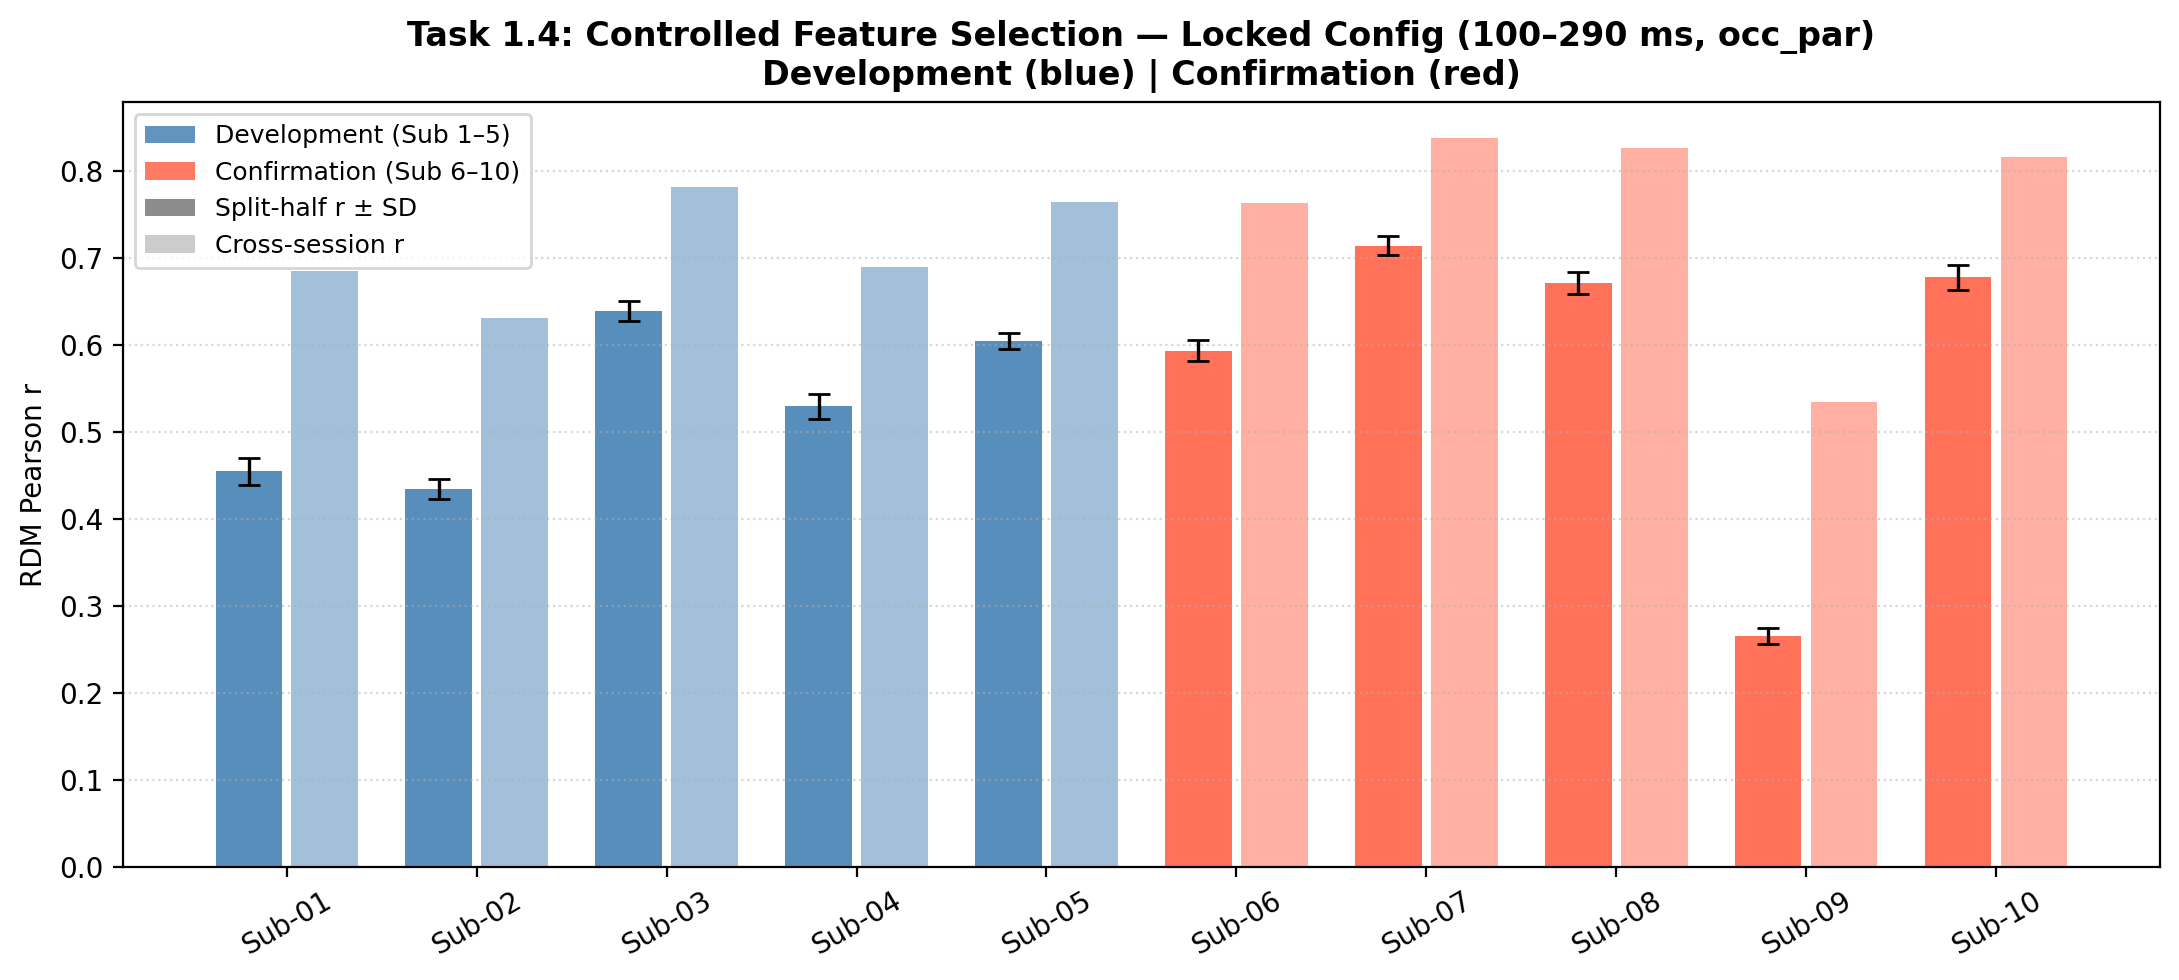 Task 1.4: Controlled Feature Selection — Locked Config (100–290 ms, occ_par)
Development (blue) | Confirmation (red)
Development (Sub 1–5)
Confirmation (Sub 6–10)
Split-half r ± SD
Cross-session r
RDM Pearson r
0.8
0.7
0.6
0.5
0.4
0.3
0.2
0.1
0.0
Sub-01
Sub-02
Sub-03
Sub-04
Sub-05
Sub-06
Sub-07
Sub-08
Sub-09
Sub-10